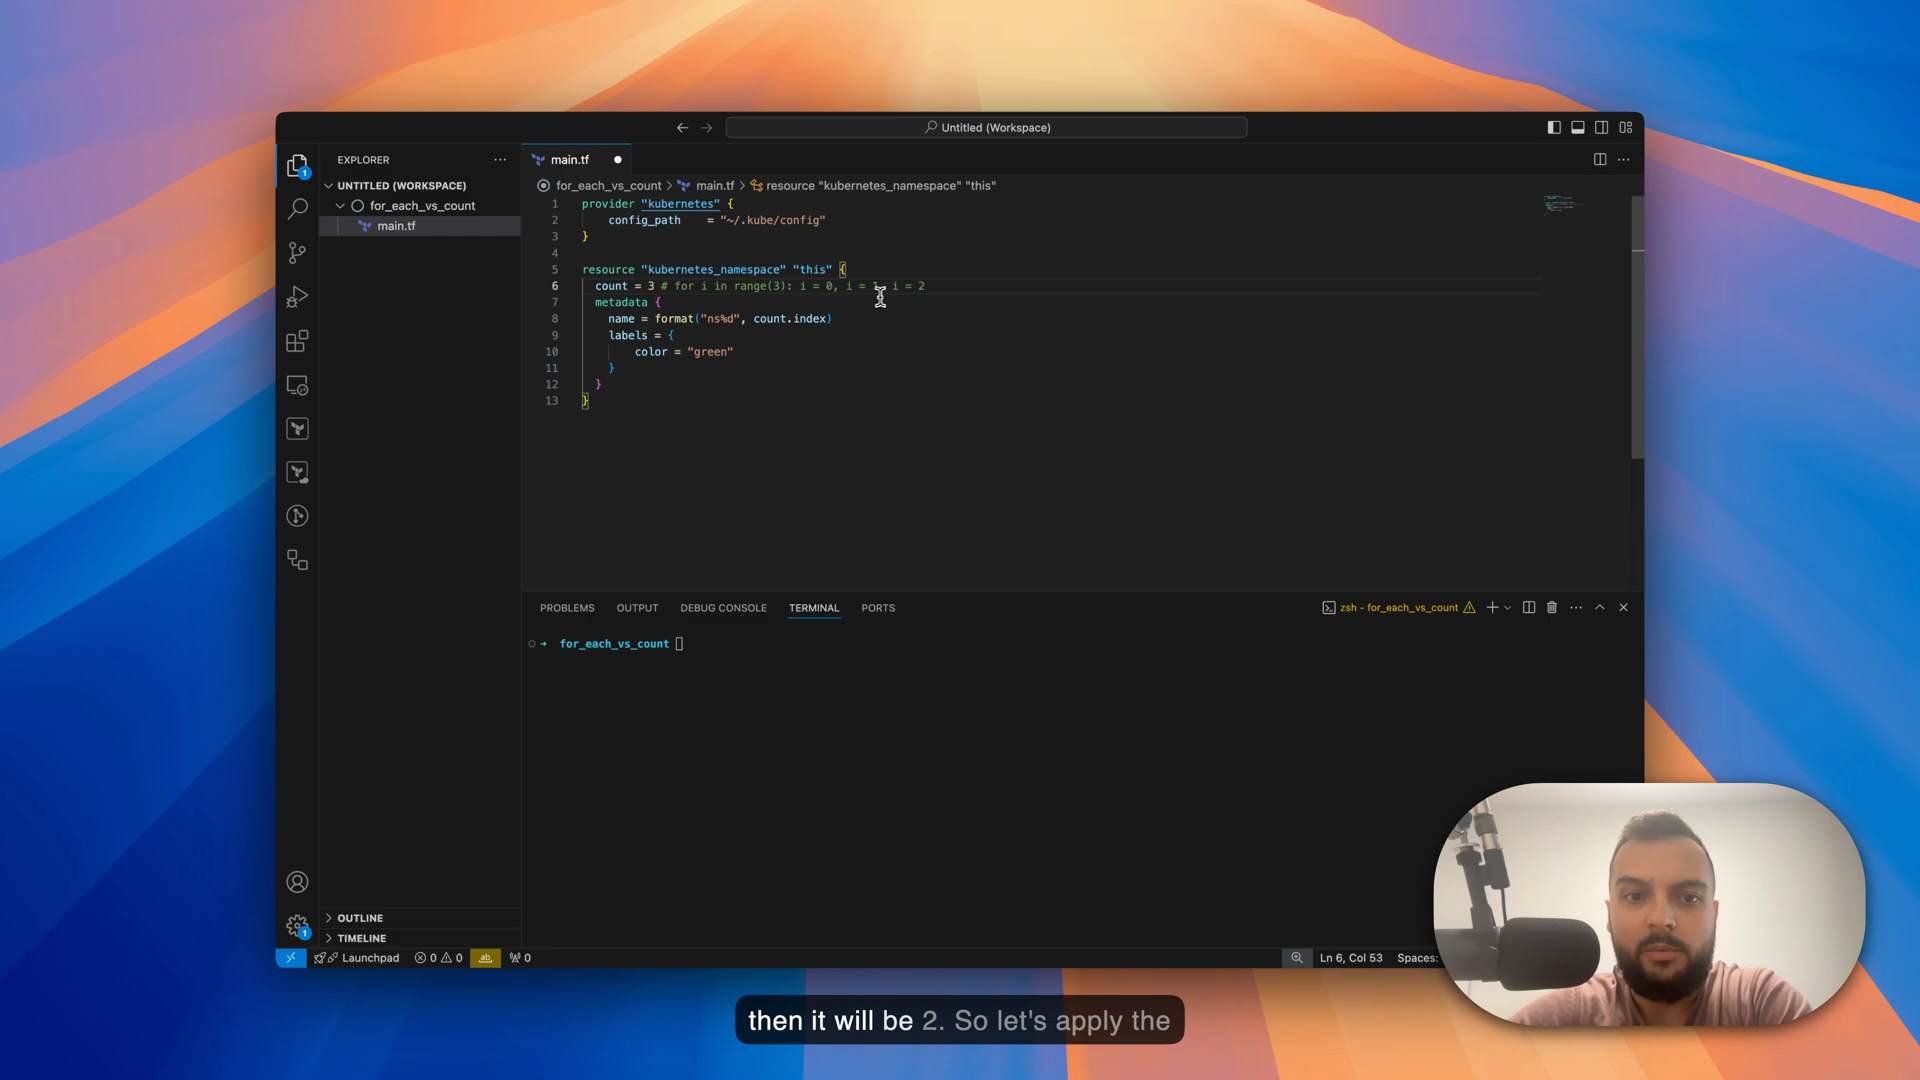 Untitled (Workspace)
EXPLORER
main.tf
UNTITLED (WORKSPACE)
for_each_vs_count
main.tf
for_each_vs_count > main.tf > resource "kubernetes_namespace" "this"
1 provider "kubernetes" {
2 config_path = "~/.kube/config"
3 }
4
5 resource "kubernetes_namespace" "this" {
6 count = 3 # for i in range(3): i = 0, i = 1, i = 2
7 metadata {
8 name = format("ns%d", count.index)
9 labels = {
10 color = "green"
11 }
12 }
13 }
PROBLEMS OUTPUT DEBUG CONSOLE TERMINAL PORTS
zsh - for_each_vs_count
for_each_vs_count
OUTLINE
TIMELINE
1
1
Launchpad 0 0 ab 0
Ln 6, Col 53 Spaces:
then it will be 2. So let's apply the